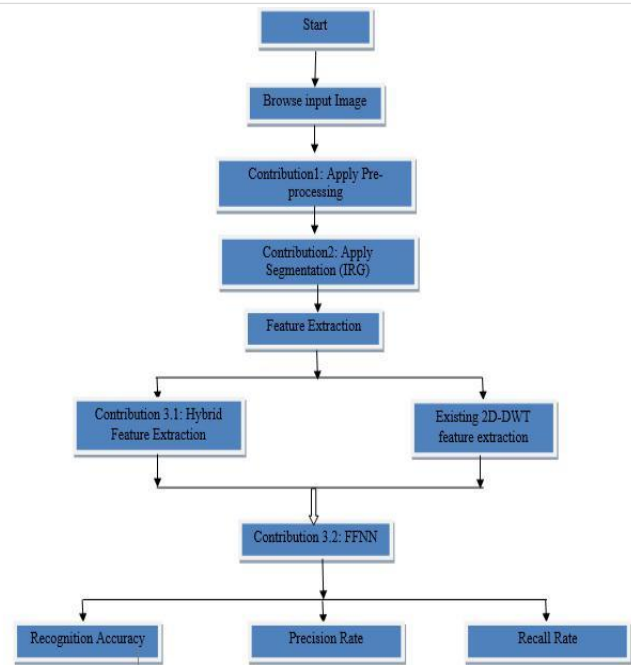 Start
Browse input Image
Contribution1: Apply Pre-
processing
Contribution2: Apply
Segmentation (IRG)
Feature Extraction
Contribution 3.1: Hybrid
Feature Extraction
Existing 2D-DWT
feature extraction
Contribution 3.2: FFNN
Recognition Accuracy
Precision Rate
Recall Rate